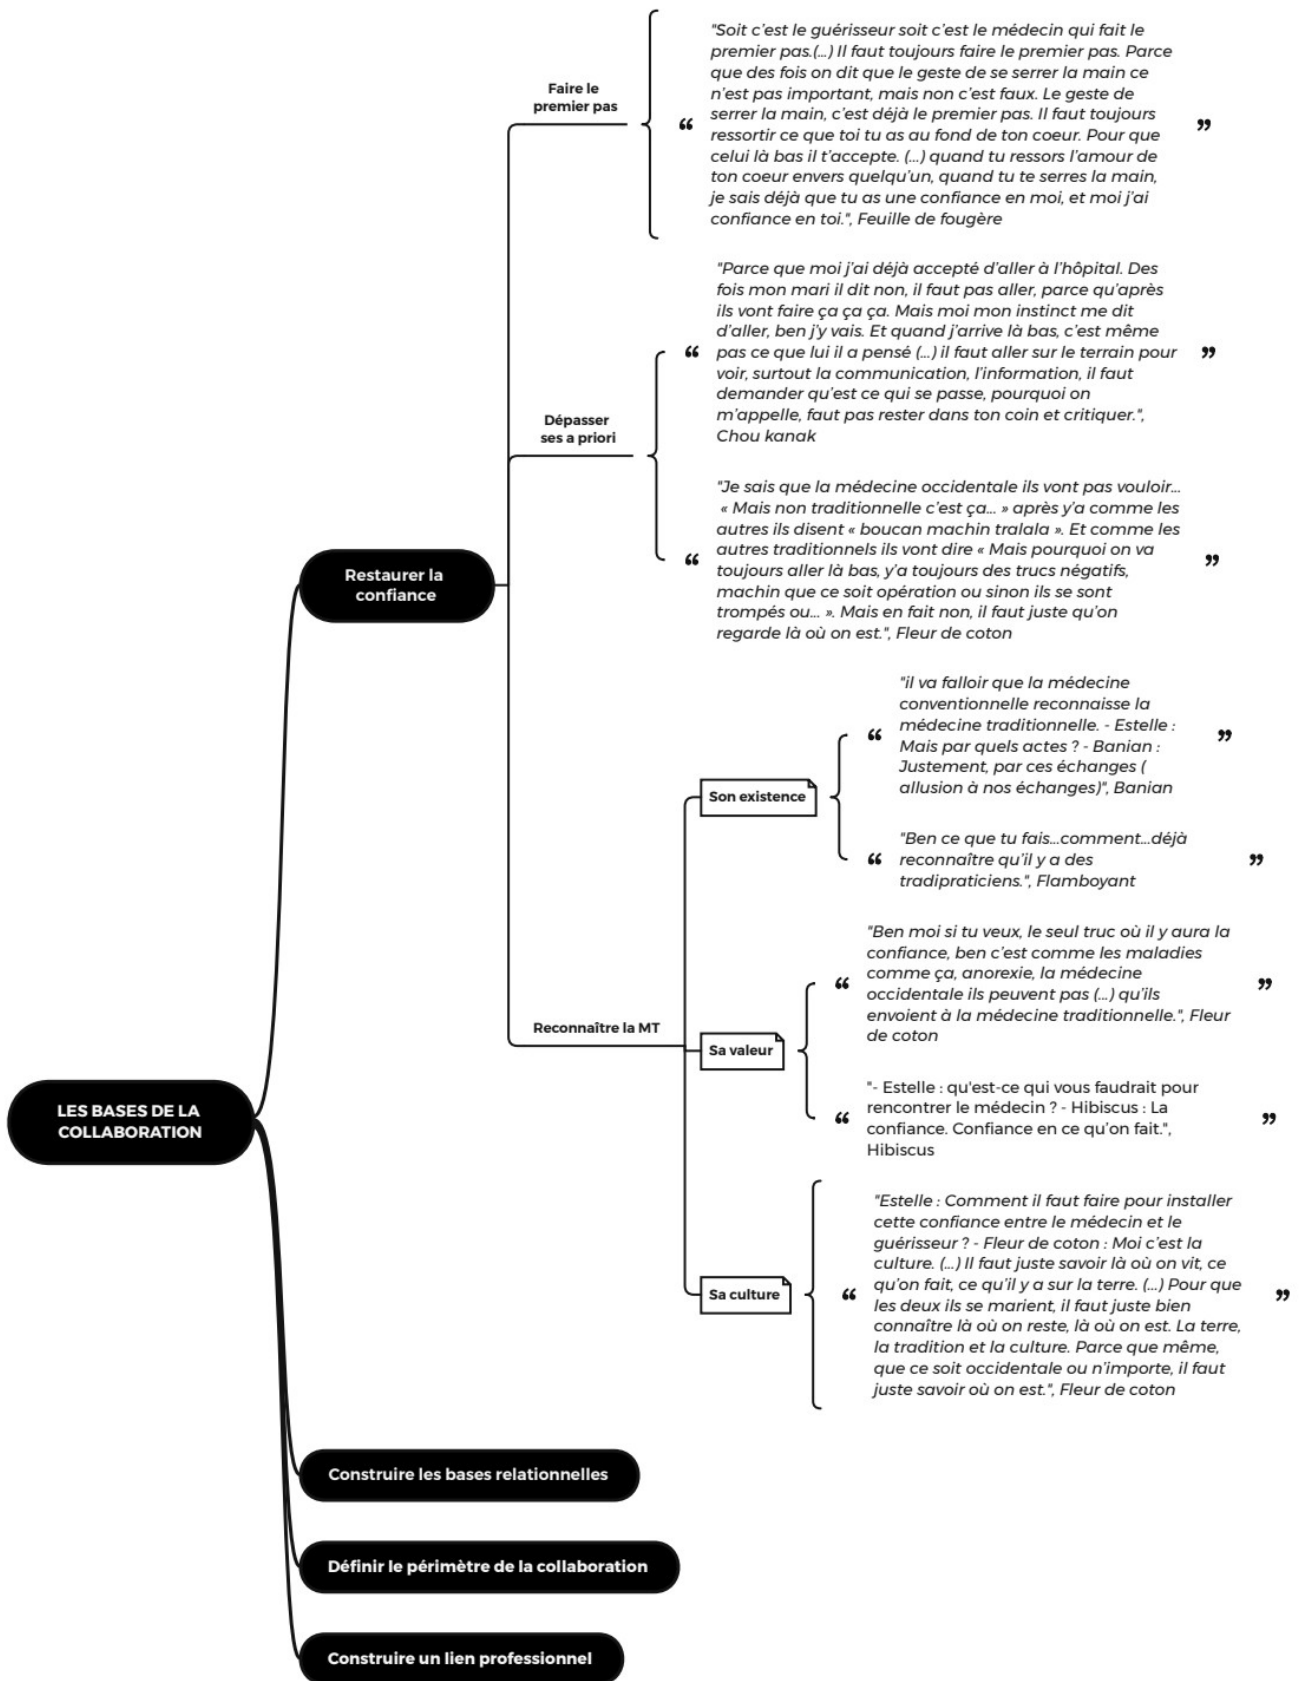 "Soit c'est le guérisseur soit c'est le médecin qui fait le
premier pas.(...) Il faut toujours faire le premier pas. Parce
que des fois on dit que le geste de se serrer la main ce
n'est pas important, mais non c'est faux. Le geste de
serrer la main, c'est déjà le premier pas. Il faut toujours
ressortir ce que toi tu as au fond de ton coeur. Pour que
celui là bas il t'accepte. (...) quand tu ressors l'amour de
ton coeur envers quelqu'un, quand tu te serres la main,
je sais déjà que tu as une confiance en moi, et moi j'ai
confiance en toi.", Feuille de fougère
Faire le
premier pas
"Parce que moi j'ai déjà accepté d'aller à l'hôpital. Des
fois mon mari il dit non, il faut pas aller, parce qu'après
ils vont faire ça ça ça. Mais moi mon instinct me dit
d'aller, ben j'y vais. Et quand j'arrive là bas, c'est même
pas ce que lui il a pensé (...) il faut aller sur le terrain pour
voir, surtout la communication, l'information, il faut
demander qu'est ce qui se passe, pourquoi on
m'appelle, faut pas rester dans ton coin et critiquer.",
Chou kanak
Dépasser
ses a priori
"Je sais que la médecine occidentale ils vont pas vouloir...
« Mais non traditionnelle c'est ça... » après y'a comme les
autres ils disent « boucan machin tralala ». Et comme les
autres traditionnels ils vont dire « Mais pourquoi on va
toujours aller là bas, y'a toujours des trucs négatifs,
machin que ce soit opération ou sinon ils se sont
trompés ou... ». Mais en fait non, il faut juste qu'on
regarde là où on est.", Fleur de coton
Restaurer la
confiance
"il va falloir que la médecine
conventionnelle reconnaisse la
médecine traditionnelle. - Estelle :
Mais par quels actes ? - Banian :
Justement, par ces échanges (
allusion à nos échanges)", Banian
Son existence
"Ben ce que tu fais...comment...déjà
reconnaître qu'il y a des
tradipraticiens.", Flamboyant
"Ben moi si tu veux, le seul truc où il y aura la
confiance, ben c'est comme les maladies
comme ça, anorexie, la médecine
occidentale ils peuvent pas (...) qu'ils
envoient à la médecine traditionnelle.", Fleur
de coton
Reconnaître la MT
Sa valeur
"- Estelle : qu'est-ce qui vous faudrait pour
rencontrer le médecin ? - Hibiscus : La
confiance. Confiance en ce qu'on fait.",
Hibiscus
LES BASES DE LA
COLLABORATION
"Estelle : Comment il faut faire pour installer
cette confiance entre le médecin et le
guérisseur ? - Fleur de coton : Moi c'est la
culture. (...) Il faut juste savoir là où on vit, ce
qu'on fait, ce qu'il y a sur la terre. (...) Pour que
les deux ils se marient, il faut juste bien
connaître là où on reste, là où on est. La terre,
la tradition et la culture. Parce que même,
que ce soit occidentale ou n'importe, il faut
juste savoir où on est.", Fleur de coton
Sa culture
Construire les bases relationnelles
Définir le périmètre de la collaboration
Construire un lien professionnel